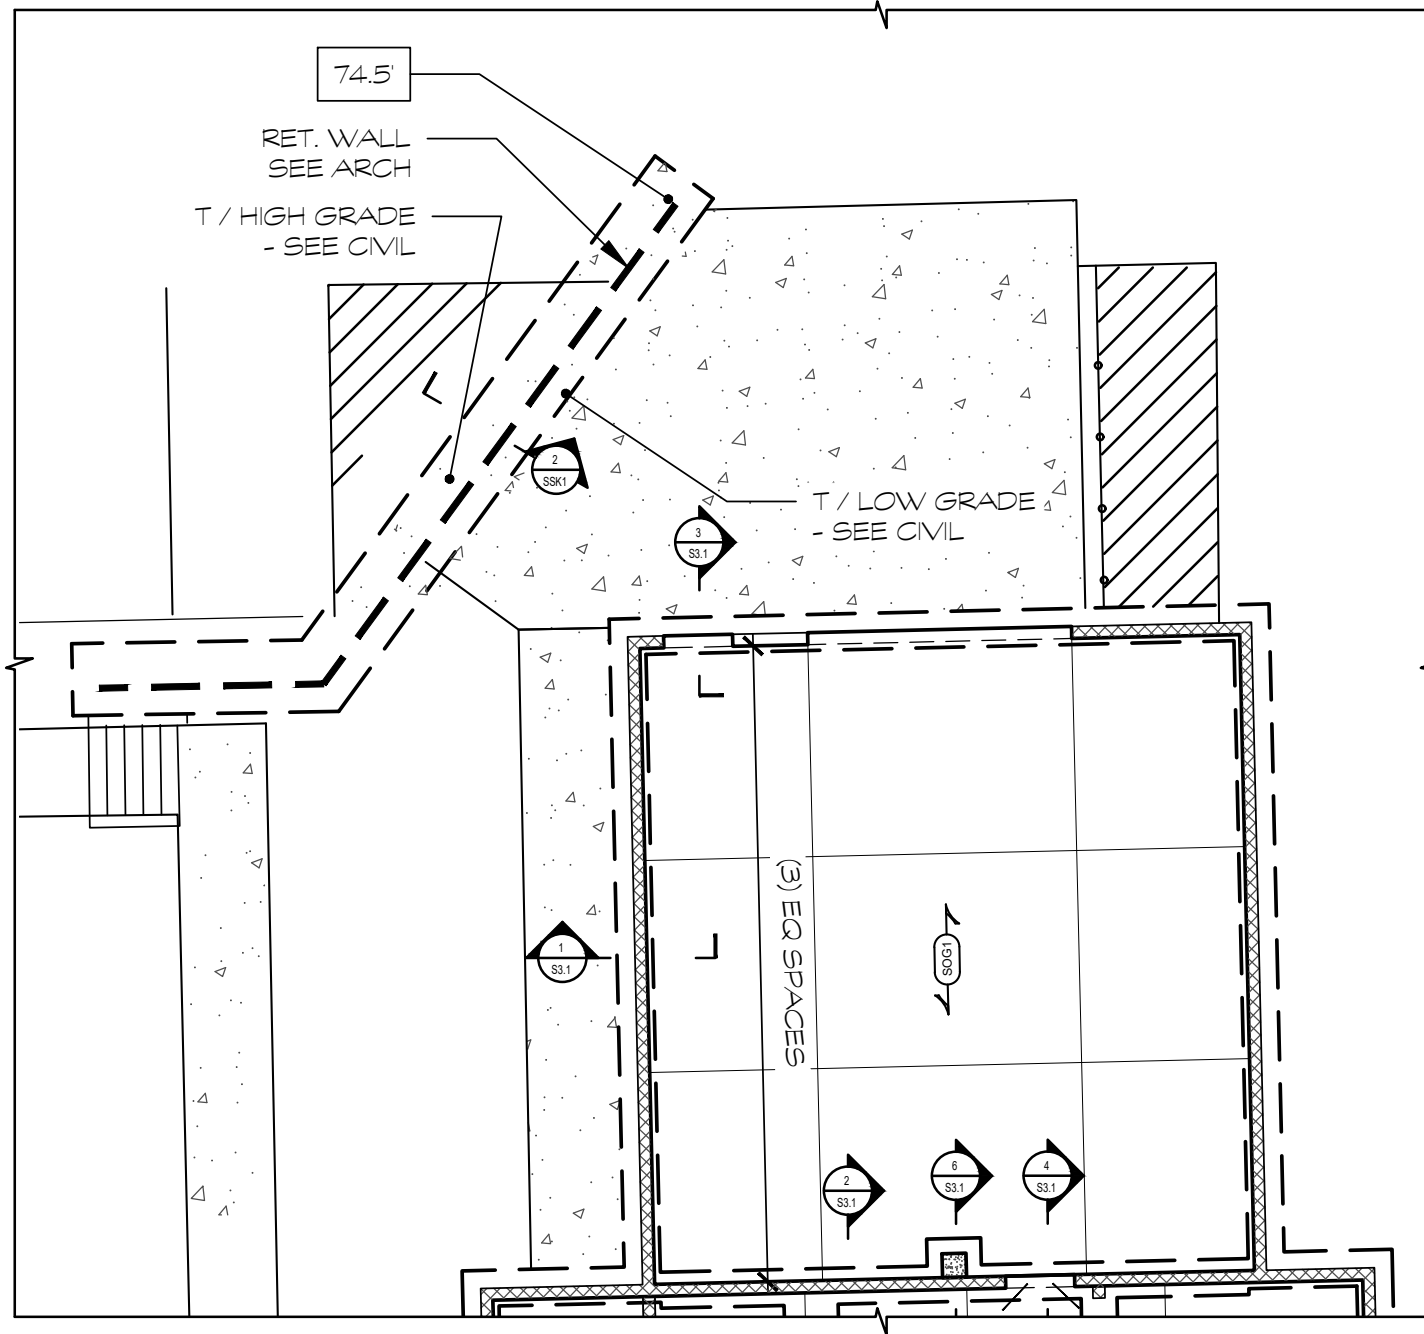 74.5'
RET. WALL
SEE ARCH
T / HIGH GRADE
- SEE CIVIL
2
SSK1
T / LOW GRADE
- SEE CIVIL
3
S3.1
(3) EQ SPACES
1
S3.1
SOG1
2
S3.1
6
S3.1
4
S3.1